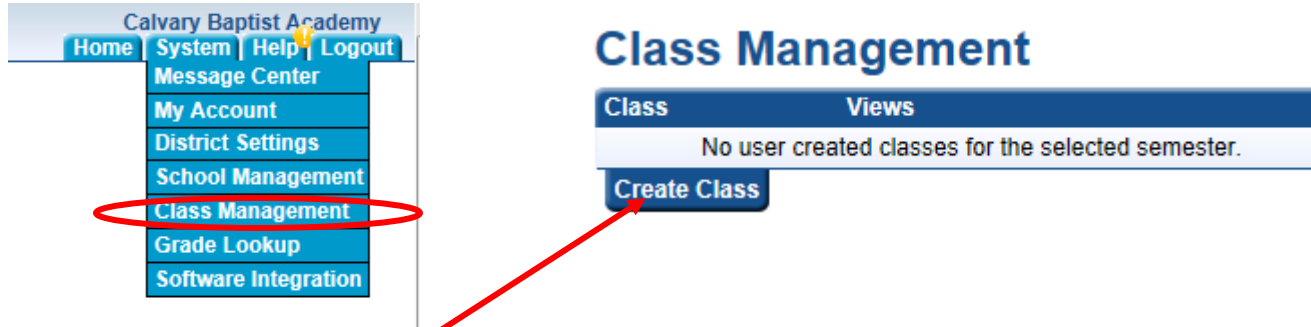 Calvary Baptist Academy
Home System Help Logout
Message Center
My Account
District Settings
School Management
Class Management
Grade Lookup
Software Integration
Class Management
Class Views
No user created classes for the selected semester.
Create Class